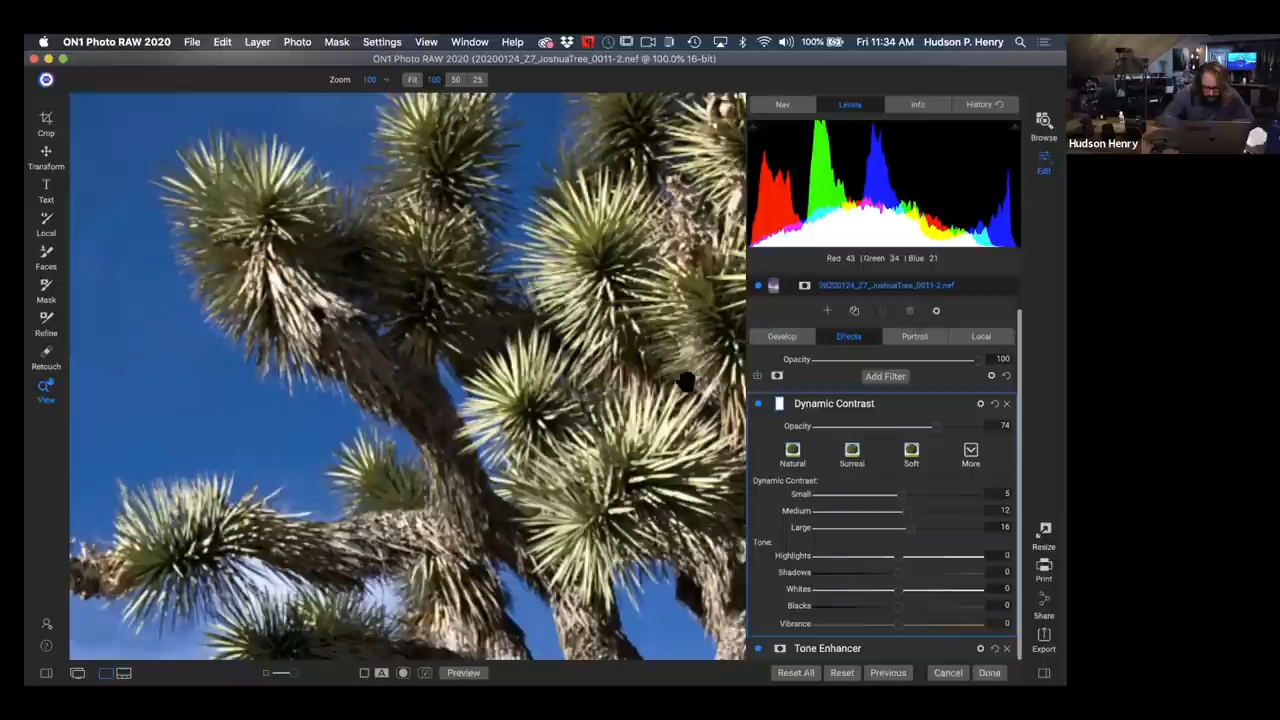 ON1 Photo RAW 2020 File Edit Layer Photo Mask Settings View Window Help 100% Fri 11:34 AM Hudson P. Henry
ON1 Photo RAW 2020 (20200124_Z7_JoshuaTree_0011-2.nef @ 100.0% 16-bit)
Zoom 100 Fit 100 50 25
Crop
Transform
Text
Local
Faces
Mask
Refine
Retouch
View
Nav Levels Info History
Red 43 Green 34 Blue 21
20200124_Z7_JoshuaTree_0011-2.nef
Develop Effects Portrait Local
Opacity 100
Add Filter
Dynamic Contrast
Opacity 74
Natural Surreal Soft More
Dynamic Contrast:
Small 5
Medium 12
Large 16
Tone:
Highlights 0
Shadows 0
Whites 0
Blacks 0
Vibrance 0
Tone Enhancer
A Preview
Reset All Reset Previous Cancel Done
Browse
Edit
Resize
Print
Share
Export
Hudson Henry